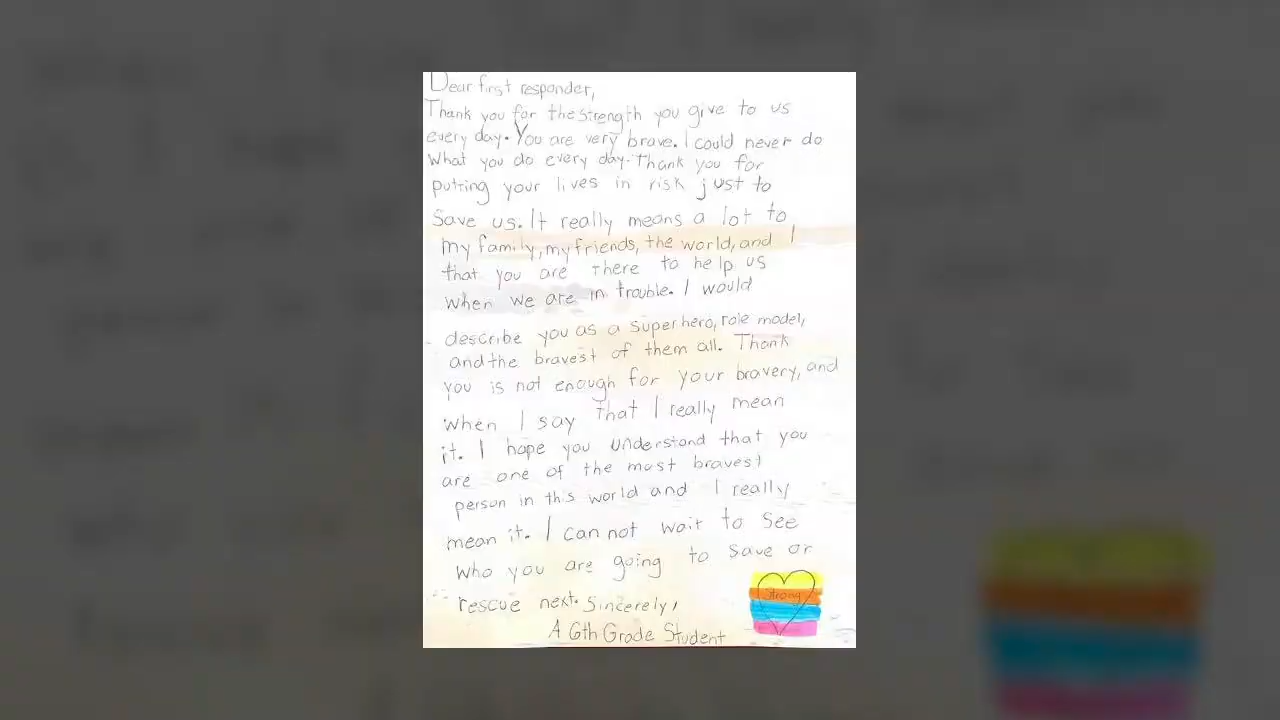 Dear first responder,
Thank you for the strength you give to us
every day. You are very brave. I could never do
what you do every day. Thank you for
putting your lives in risk just to
save us. It really means a lot to
my family, my friends, the world, and I
that you are there to help us
when we are in trouble. I would
describe you as a superhero, role model,
and the bravest of them all. Thank
you is not enough for your bravery, and
when I say that I really mean
it. I hope you understand that you
are one of the most bravest
person in this world and I really
mean it. I can not wait to see
who you are going to save or
rescue next. Sincerely,
A 6th Grade Student
Strong